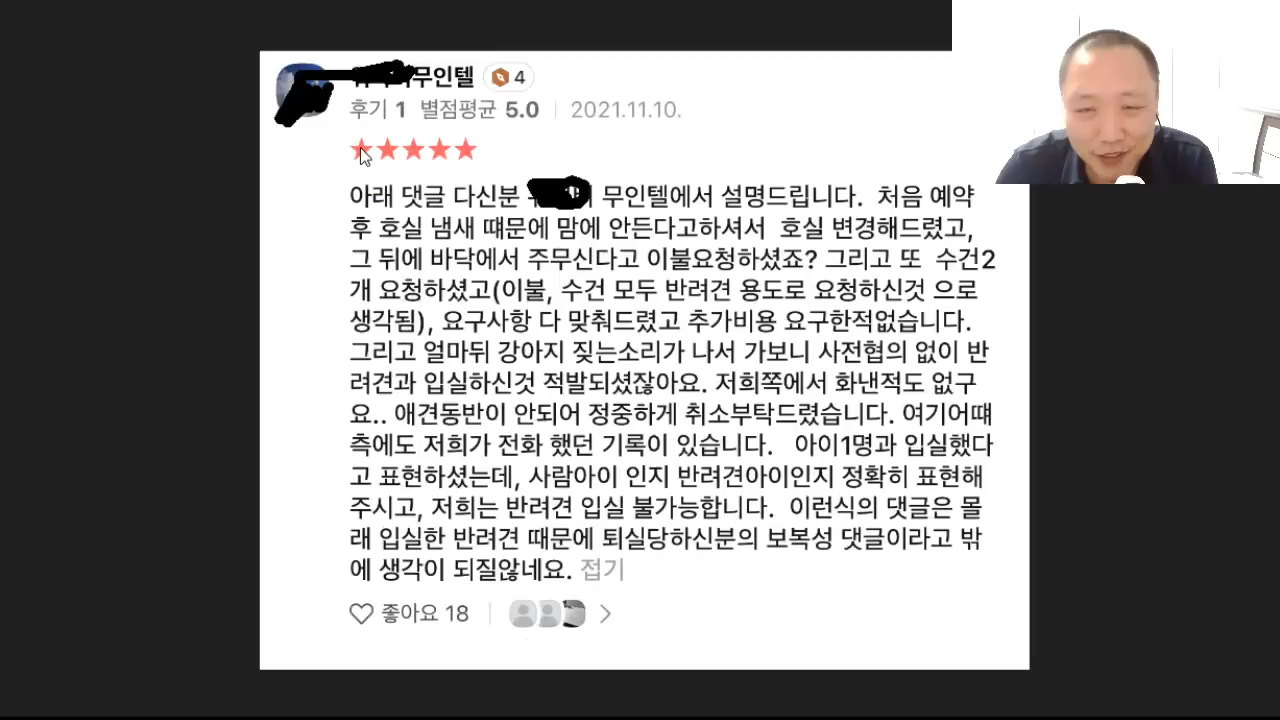 무인텔 4
후기 1 별점평균 5.0 2021.11.10.
아래 댓글 다신분 무인텔에서 설명드립니다. 처음 예약
후 호실 냄새 떄문에 맘에 안든다고하셔서 호실 변경해드렸고,
그 뒤에 바닥에서 주무신다고 이불요청하셨죠? 그리고 또 수건2
개 요청하셨고(이불, 수건 모두 반려견 용도로 요청하신것 으로
생각됨), 요구사항 다 맞춰드렸고 추가비용 요구한적없습니다.
그리고 얼마뒤 강아지 짖는소리가 나서 가보니 사전협의 없이 반
려견과 입실하신것 적발되셨잖아요. 저희쪽에서 화낸적도 없구
요.. 애견동반이 안되어 정중하게 취소부탁드렸습니다. 여기어떄
측에도 저희가 전화 했던 기록이 있습니다. 아이1명과 입실했다
고 표현하셨는데, 사람아이 인지 반려견아이인지 정확히 표현해
주시고, 저희는 반려견 입실 불가능합니다. 이런식의 댓글은 몰
래 입실한 반려견 때문에 퇴실당하신분의 보복성 댓글이라고 밖
에 생각이 되질않네요. 접기
좋아요 18